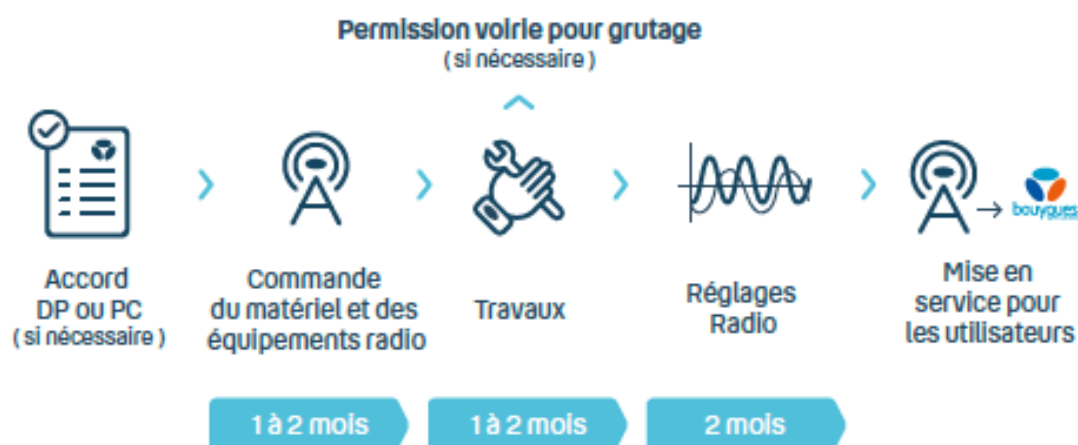 Permission voirie pour grutage
( si nécessaire )
Accord
DP ou PC
( si nécessaire )
Commande
du matériel et des
équipements radio
Travaux
Réglages
Radio
bouygues
Mise en
service pour
les utilisateurs
1 à 2 mois
1 à 2 mois
2 mois